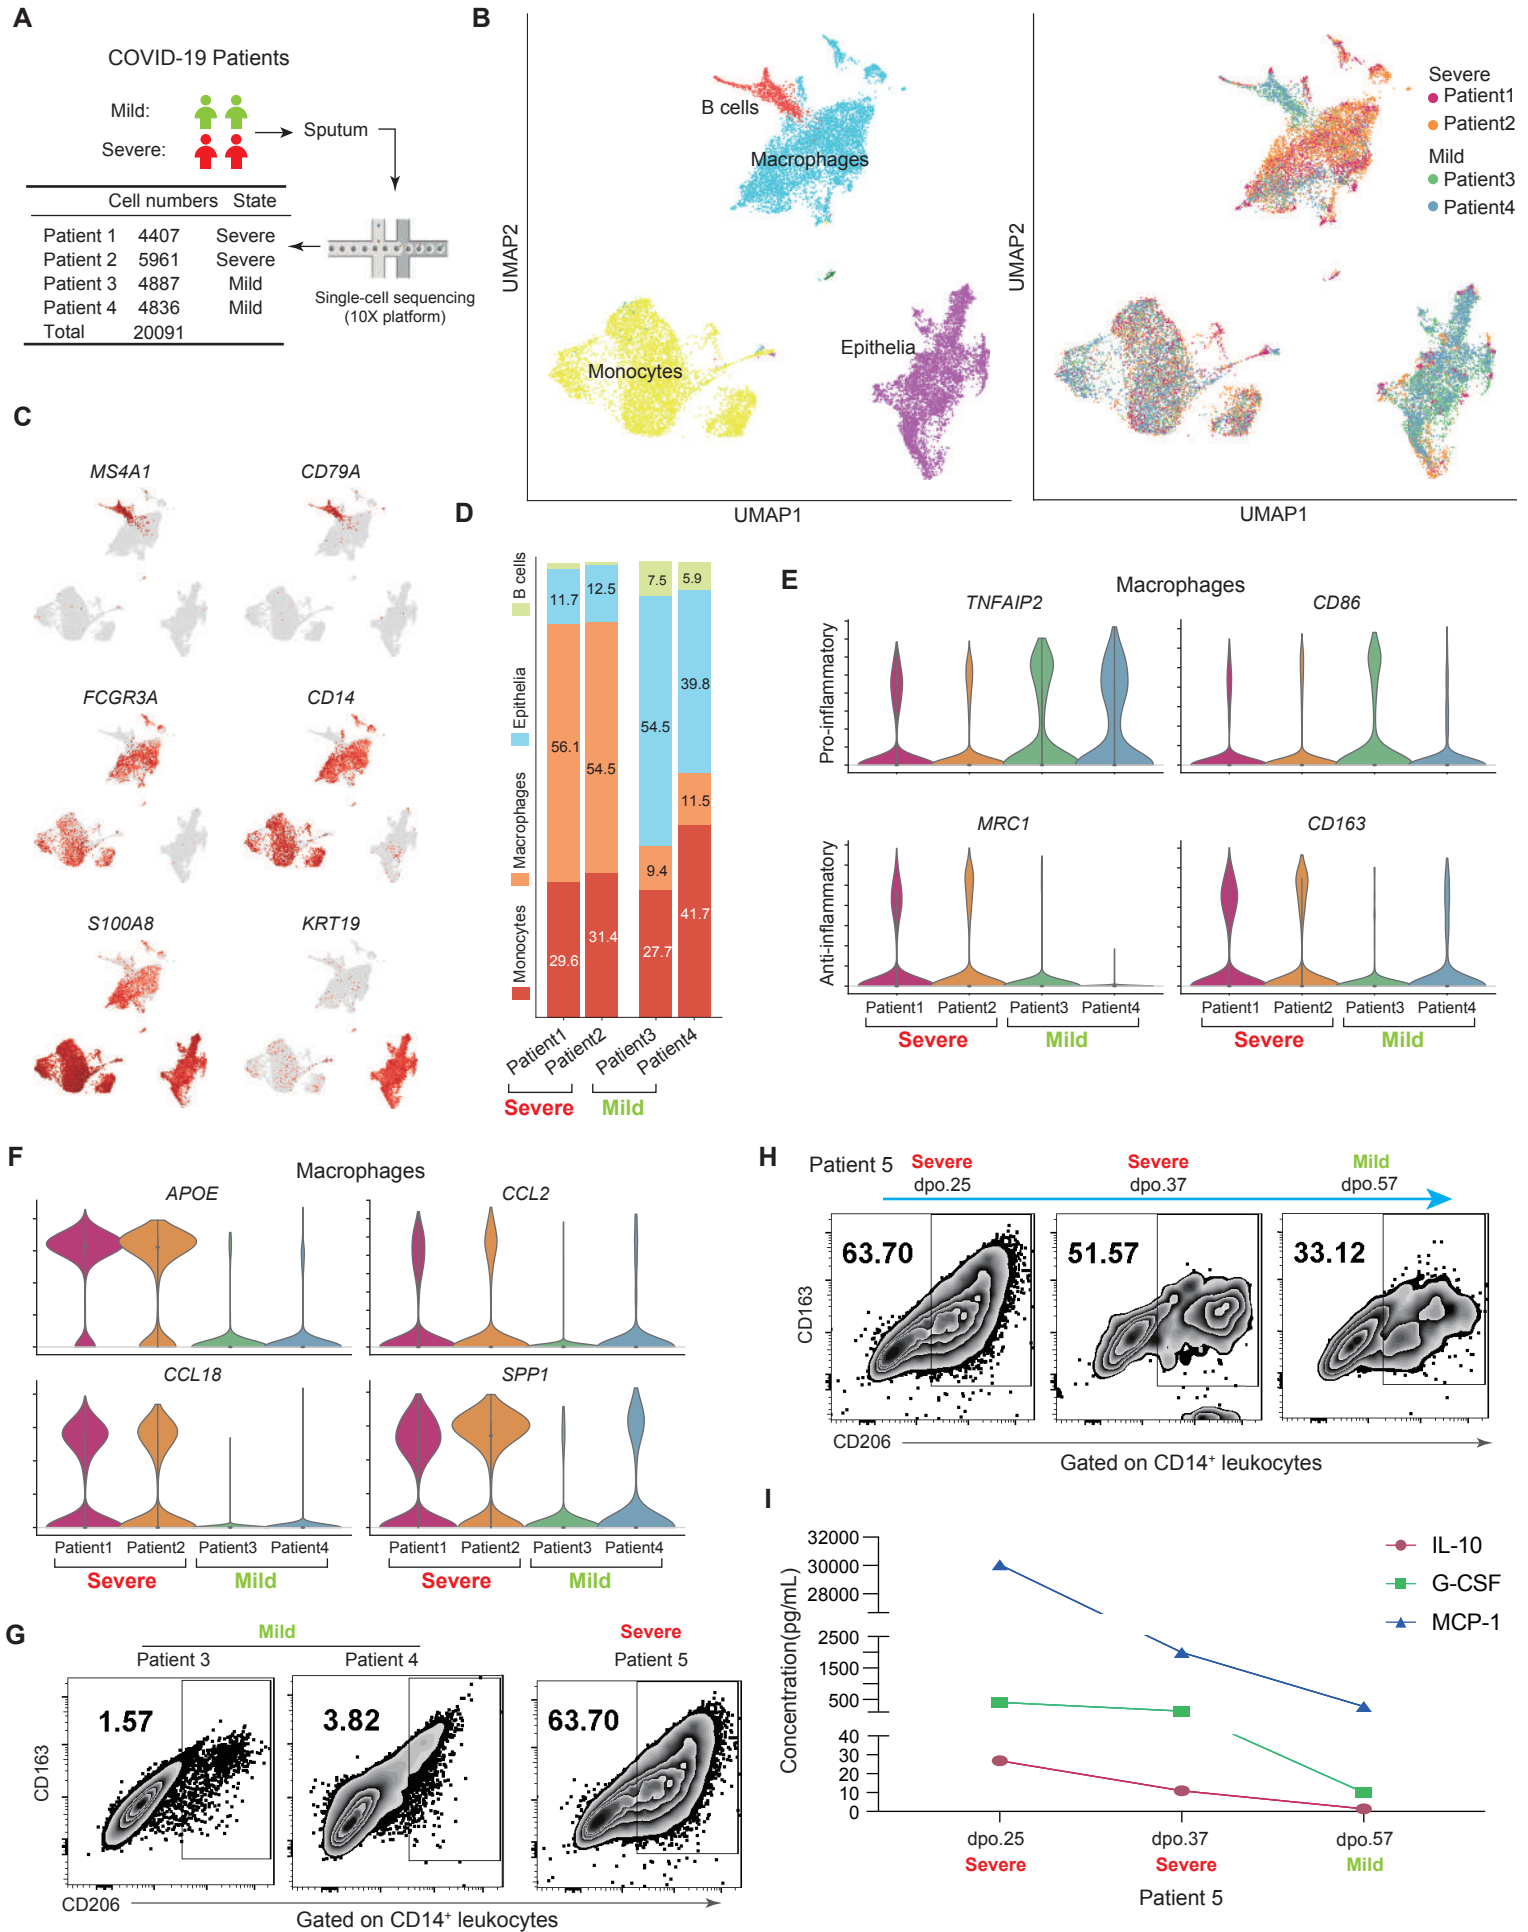 A
COVID-19 Patients
Mild:
Severe:
Sputum
Cell numbers State
Patient 1 4407 Severe
Patient 2 5961 Severe
Patient 3 4887 Mild
Patient 4 4836 Mild
Total 20091
Single-cell sequencing
(10X platform)
B
B cells
Macrophages
Monocytes
Epithelia
UMAP2
UMAP1
UMAP2
UMAP1
Severe
Patient1
Patient2
Mild
Patient3
Patient4
C
MS4A1 CD79A
FCGR3A CD14
S100A8 KRT19
D
B cells
Epithelia
Macrophages
Monocytes
11.7 12.5 7.5 5.9
56.1 54.5 54.5 39.8
9.4 11.5
29.6 31.4 27.7 41.7
Patient1 Patient2 Patient3 Patient4
Severe Mild
E
Macrophages
TNFAIP2 CD86
Pro-inflammatory
MRC1 CD163
Anti-inflammatory
Patient1 Patient2 Patient3 Patient4 Patient1 Patient2 Patient3 Patient4
Severe Mild Severe Mild
F
Macrophages
APOE CCL2
CCL18 SPP1
Patient1 Patient2 Patient3 Patient4 Patient1 Patient2 Patient3 Patient4
Severe Mild Severe Mild
G
Mild Severe
Patient 3 Patient 4 Patient 5
1.57 3.82 63.70
CD163
CD206
Gated on CD14⁺ leukocytes
H
Patient 5
Severe Severe Mild
dpo.25 dpo.37 dpo.57
63.70 51.57 33.12
CD163
CD206
Gated on CD14⁺ leukocytes
I
Concentration(pg/mL)
32000
30000
28000
2500
1500
500
40
30
20
10
0
IL-10
G-CSF
MCP-1
dpo.25 dpo.37 dpo.57
Severe Severe Mild
Patient 5